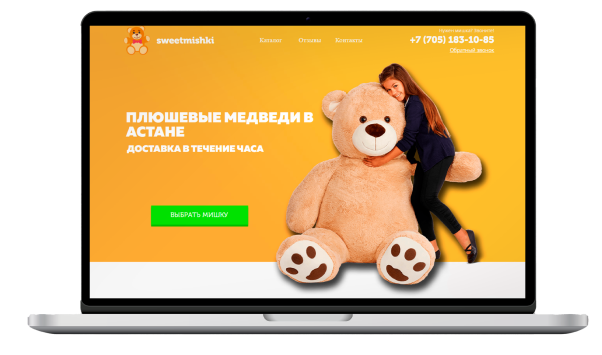 sweetmishki
Каталог Отзывы Контакты
+7 (705) 183-10-85
Обратный звонок
ПЛЮШЕВЫЕ МЕДВЕДИ В
АСТАНЕ
ДОСТАВКА В ТЕЧЕНИЕ ЧАСА
ВЫБРАТЬ МИШКУ